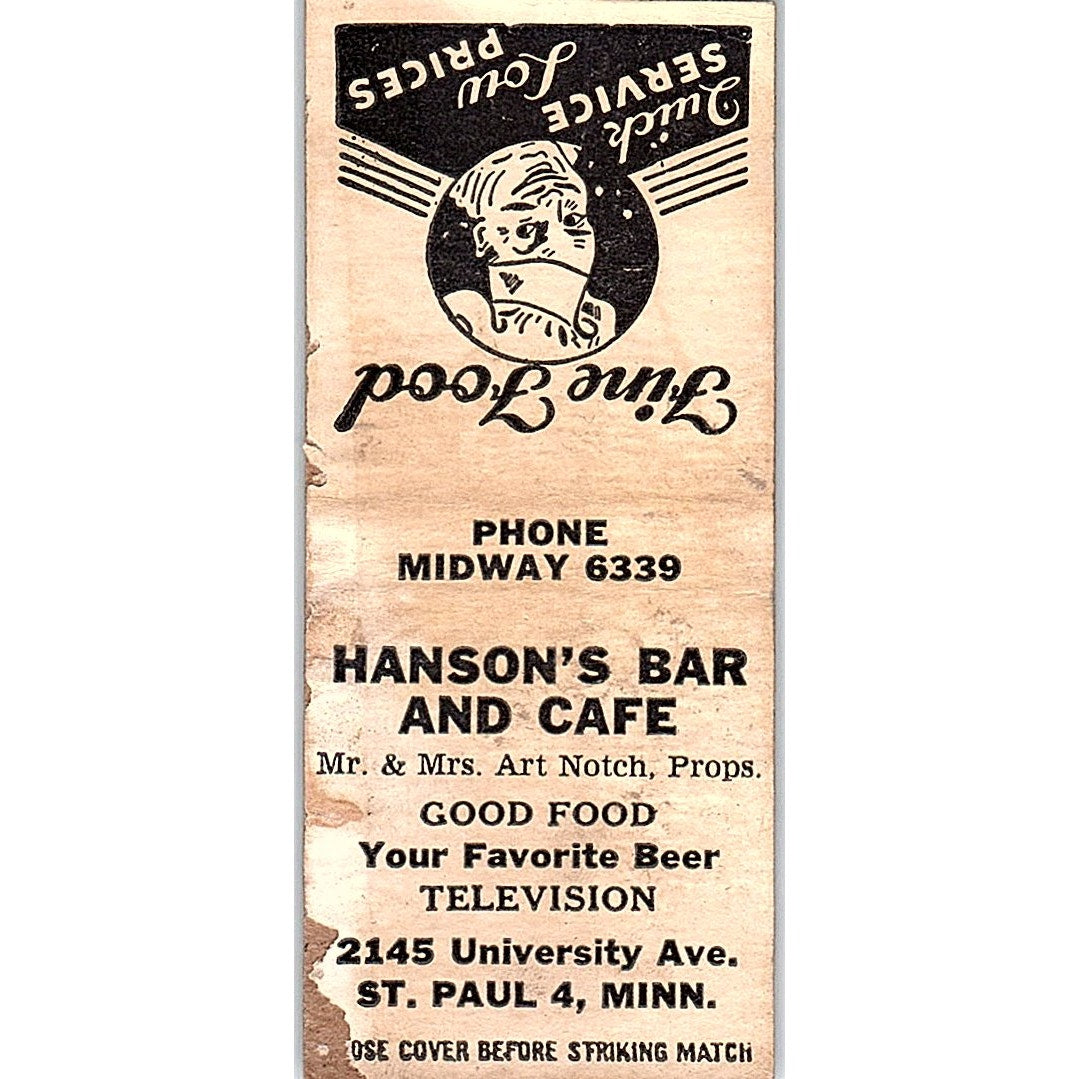 Fine Food
Quick
SERVICE
Low
PRICES
PHONE
MIDWAY 6339
HANSON'S BAR
AND CAFE
Mr. & Mrs. Art Notch, Props.
GOOD FOOD
Your Favorite Beer
TELEVISION
2145 University Ave.
ST. PAUL 4, MINN.
OSE COVER BEFORE STRIKING MATCH